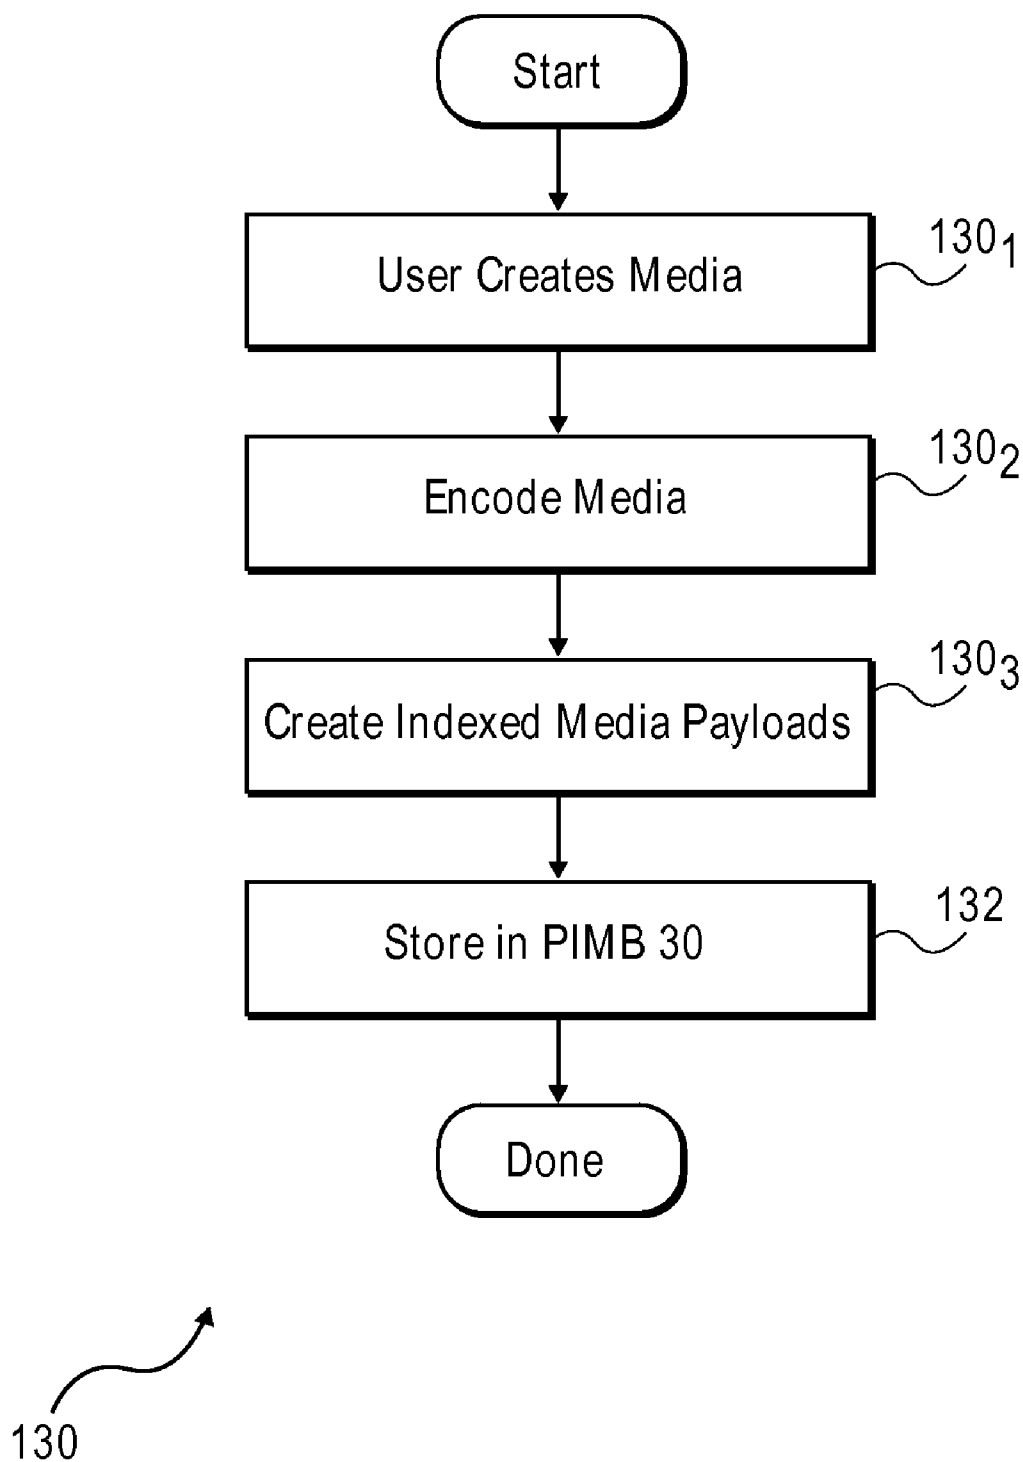 Start
User Creates Media
130₁
Encode Media
130₂
Create Indexed Media Payloads
130₃
Store in PIMB 30
132
Done
130